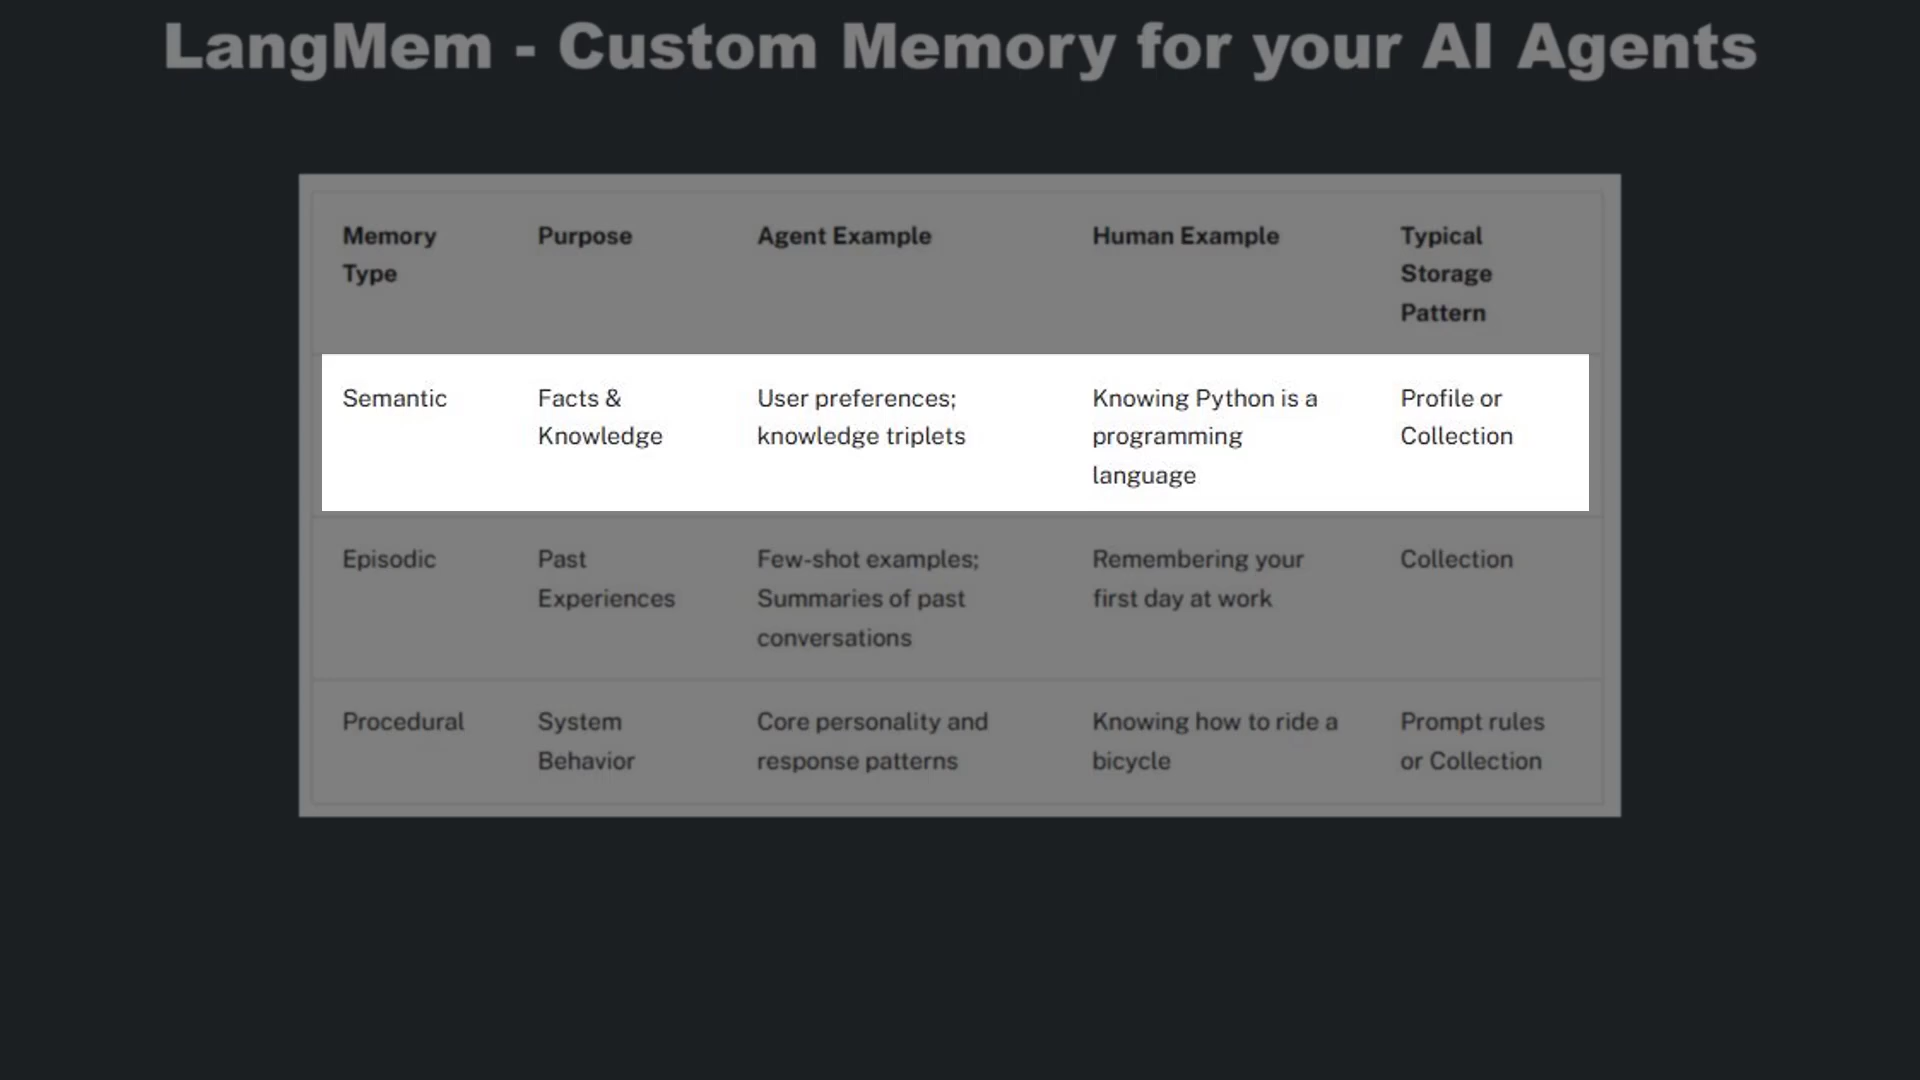 LangMem - Custom Memory for your AI Agents
Memory Type
Purpose
Agent Example
Human Example
Typical Storage Pattern
Semantic
Facts & Knowledge
User preferences; knowledge triplets
Knowing Python is a programming language
Profile or Collection
Episodic
Past Experiences
Few-shot examples; Summaries of past conversations
Remembering your first day at work
Collection
Procedural
System Behavior
Core personality and response patterns
Knowing how to ride a bicycle
Prompt rules or Collection